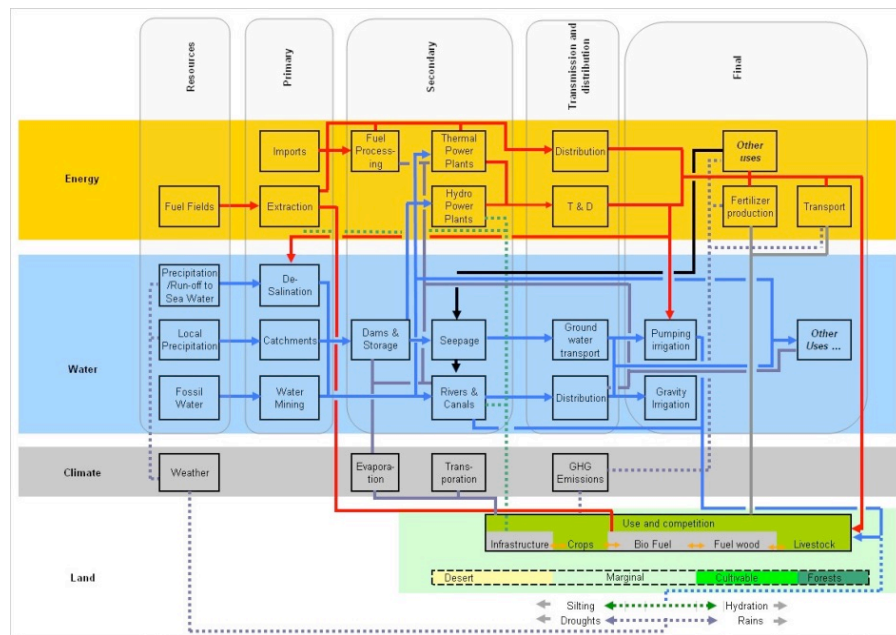 Resources
Primary
Secondary
Transmission and
distribution
Final
Energy
Imports
Fuel
Process-
ing
Thermal
Power
Plants
Distribution
Other
uses
Fuel Fields
Extraction
Hydro
Power
Plants
T & D
Fertilizer
production
Transport
Water
Precipitation
/Run-off to
Sea Water
De-
Salination
Local
Precipitation
Catchments
Dams &
Storage
Seepage
Ground
water
transport
Pumping
irrigation
Other
Uses ...
Fossil
Water
Water
Mining
Rivers &
Canals
Distribution
Gravity
Irrigation
Climate
Weather
Evapora-
tion
Trans-
poration
GHG
Emissions
Land
Use and competition
Infrastructure
Crops
Bio Fuel
Fuel wood
Livestock
Desert
Marginal
Cultivable
Forests
Silting
Hydration
Droughts
Rains